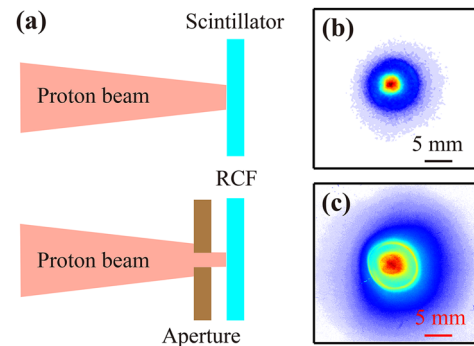 (a)
Scintillator
Proton beam
RCF
Proton beam
Aperture
(b)
5 mm
(c)
5 mm